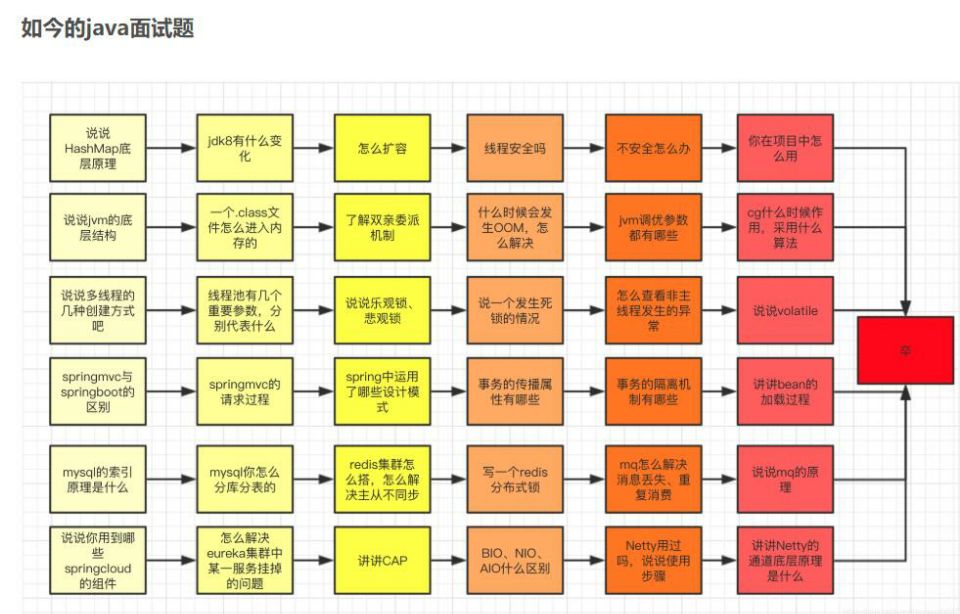 如今的java面试题
说说
HashMap底
层原理
jdk8有什么变
化
怎么扩容
线程安全吗
不安全怎么办
你在项目中怎
么用
说说jvm的底
层结构
一个.class文
件怎么进入内
存的
了解双亲委派
机制
什么时候会发
生OOM，怎
么解决
jvm调优参数
都有哪些
cg什么时候作
用，采用什么
算法
说说多线程的
几种创建方式
吧
线程池有几个
重要参数，分
别代表什么
说说乐观锁、
悲观锁
说一个发生死
锁的情况
怎么查看非主
线程发生的异
常
说说volatile
卒
springmvc与
springboot的
区别
springmvc的
请求过程
spring中运用
了哪些设计模
式
事务的传播属
性有哪些
事务的隔离机
制有哪些
讲讲bean的
加载过程
mysql的索引
原理是什么
mysql你怎么
分库分表的
redis集群怎
么搭，怎么解
决主从不同步
写一个redis
分布式锁
mq怎么解决
消息丢失、重
复消费
说说mq的原
理
说说你用到哪
些
springcloud
的组件
怎么解决
eureka集群中
某一服务挂掉
的问题
讲讲CAP
BIO、NIO、
AIO什么区别
Netty用过
吗，说说使用
步骤
讲讲Netty的
通道底层原理
是什么